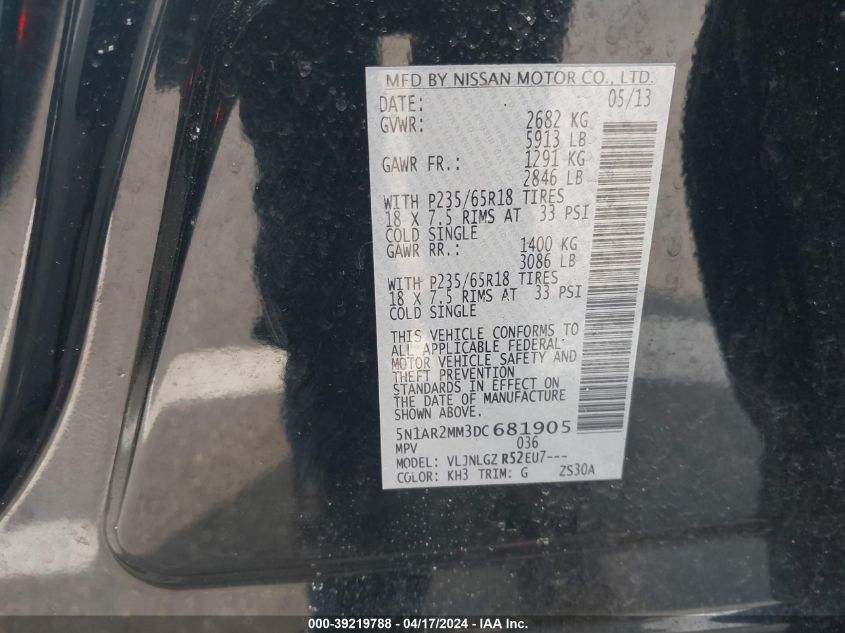 MFD BY NISSAN MOTOR CO., LTD.
DATE: 05/13
GVWR: 2682 KG
5913 LB
GAWR FR.: 1291 KG
2846 LB
WITH P235/65R18 TIRES
18 X 7.5 RIMS AT 33 PSI
COLD SINGLE
GAWR RR.: 1400 KG
3086 LB
WITH P235/65R18 TIRES
18 X 7.5 RIMS AT 33 PSI
COLD SINGLE
THIS VEHICLE CONFORMS TO
ALL APPLICABLE FEDERAL
MOTOR VEHICLE SAFETY AND
THEFT PREVENTION
STANDARDS IN EFFECT ON
THE DATE OF MANUFACTURE
SHOWN ABOVE.
5N1AR2MM3DC681905
MPV 036
MODEL: VLJNLGZ R52EU7---
COLOR: KH3 TRIM: G ZS30A
000-39219788 - 04/17/2024 - IAA Inc.